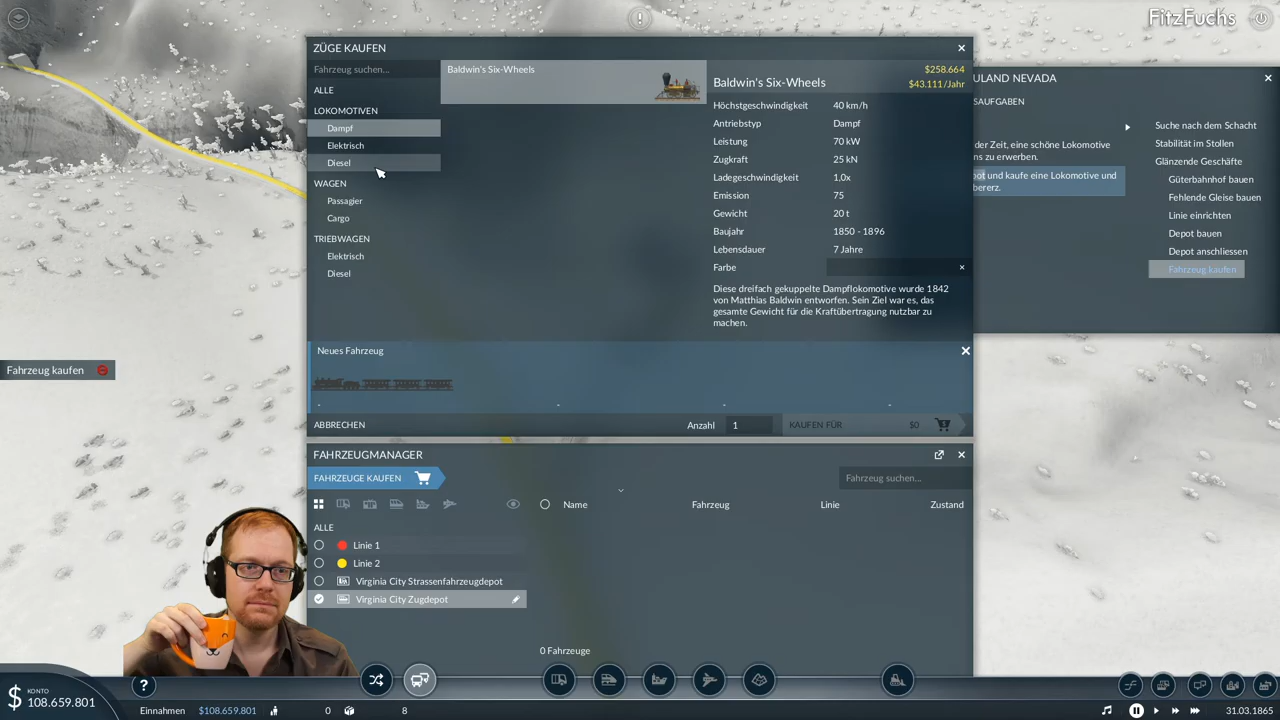 FitzFuchs
ZÜGE KAUFEN
Fahrzeug suchen...
ALLE
LOKOMOTIVEN
Dampf
Elektrisch
Diesel
WAGEN
Passagier
Cargo
TRIEBWAGEN
Elektrisch
Diesel
Baldwin's Six-Wheels
Baldwin's Six-Wheels
$258.664
$43.111/Jahr
Höchstgeschwindigkeit 40 km/h
Antriebstyp Dampf
Leistung 70 kW
Zugkraft 25 kN
Ladegeschwindigkeit 1,0x
Emission 75
Gewicht 20 t
Baujahr 1850 - 1896
Lebensdauer 7 Jahre
Farbe
Diese dreifach gekuppelte Dampflokomotive wurde 1842
von Matthias Baldwin entworfen. Sein Ziel war es, das
gesamte Gewicht für die Kraftübertragung nutzbar zu
machen.
Neues Fahrzeug
- - - -
ABBRECHEN Anzahl 1 KAUFEN FÜR $0
ULAND NEVADA
SAUFGABEN
der Zeit, eine schöne Lokomotive
ns zu erwerben.
ot und kaufe eine Lokomotive und
bererz.
Suche nach dem Schacht
Stabilität im Stollen
Glänzende Geschäfte
Güterbahnhof bauen
Fehlende Gleise bauen
Linie einrichten
Depot bauen
Depot anschliessen
Fahrzeug kaufen
Fahrzeug kaufen
FAHRZEUGMANAGER
FAHRZEUGE KAUFEN
Fahrzeug suchen...
Name Fahrzeug Linie Zustand
ALLE
Linie 1
Linie 2
Virginia City Strassenfahrzeugdepot
Virginia City Zugdepot
0 Fahrzeuge
$ KONTO
108.659.801
?
Einnahmen $108.659.801 0 8
31.03.1865